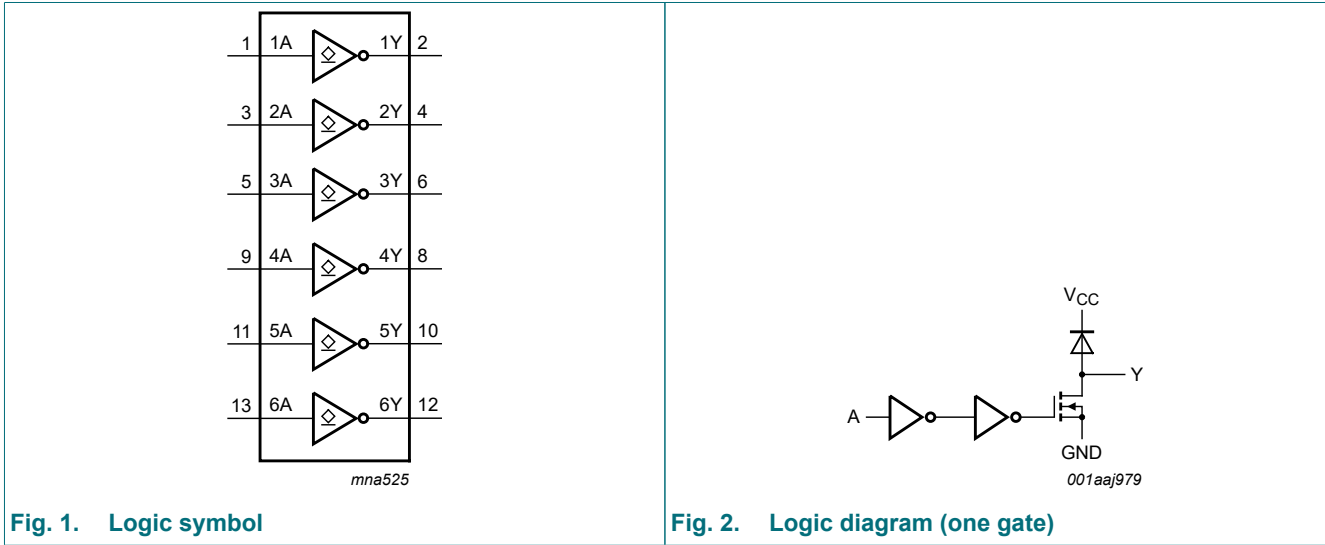 1 1A 1Y 2
3 2A 2Y 4
5 3A 3Y 6
9 4A 4Y 8
11 5A 5Y 10
13 6A 6Y 12
mna525
Fig. 1. Logic symbol
VCC
Y
A
GND
001aaj979
Fig. 2. Logic diagram (one gate)